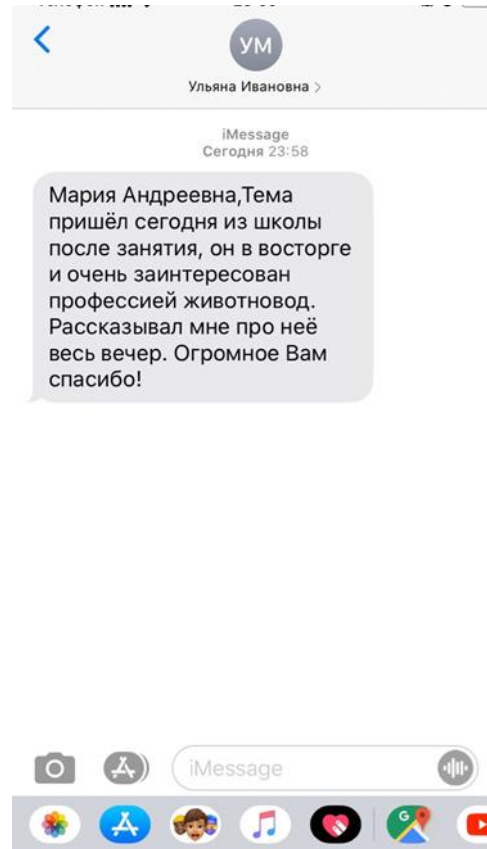 УМ
Ульяна Ивановна >
iMessage
Сегодня 23:58
Мария Андреевна,Тема
пришёл сегодня из школы
после занятия, он в восторге
и очень заинтересован
профессией животновод.
Рассказывал мне про неё
весь вечер. Огромное Вам
спасибо!
iMessage